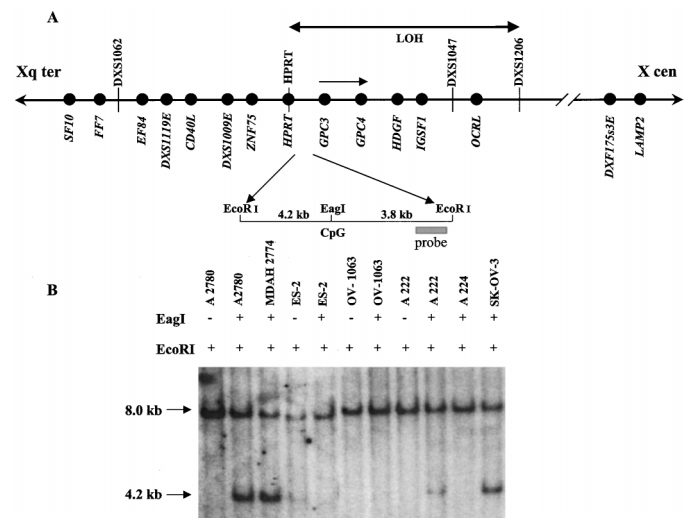 A
LOH
DXS1062
HPRT
DXS1047
DXS1206
Xq ter
X cen
SF10
FF7
EF84
DXS1119E
CD40L
DXS1009E
ZNF75
HPRT
GPC3
GPC4
HDGF
IGSF1
OCRL
DXF175s3E
LAMP2
EcoR I
EagI
EcoR I
4.2 kb
3.8 kb
CpG
probe
B
A 2780
A2780
MDAH 2774
ES-2
ES-2
OV- 1063
OV-1063
A 222
A 222
A 224
SK-OV-3
EagI - + + - + - + - + + +
EcoRI + + + + + + + + + + +
8.0 kb
4.2 kb